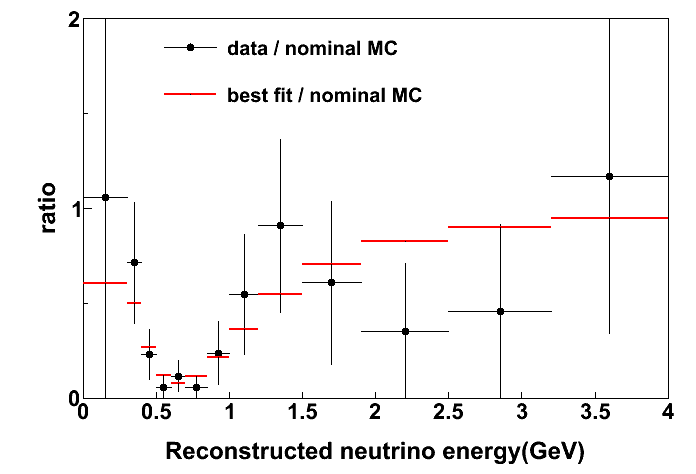 2
data / nominal MC
best fit / nominal MC
ratio
1
0
0 0.5 1 1.5 2 2.5 3 3.5 4
Reconstructed neutrino energy(GeV)